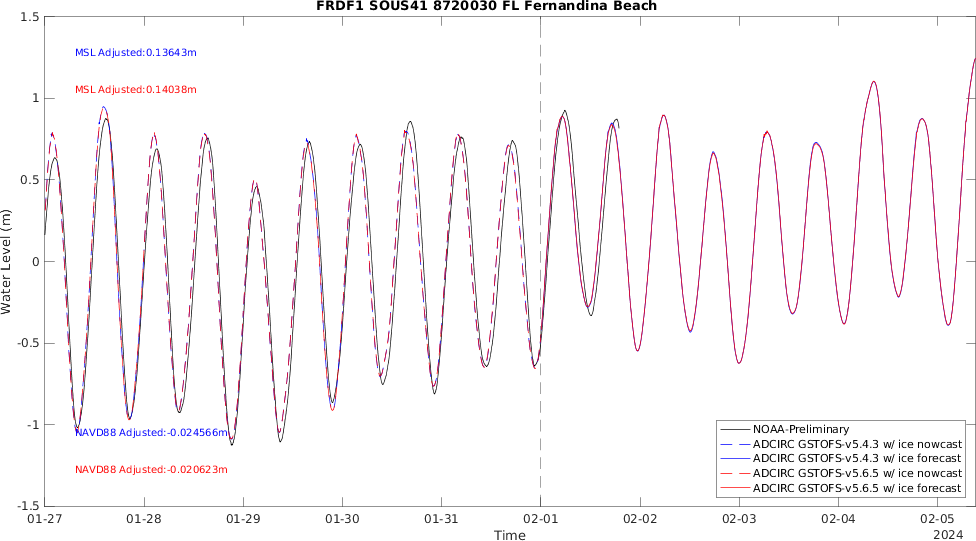 FRDF1 SOUS41 8720030 FL Fernandina Beach
1.5
MSL Adjusted:0.13643m
MSL Adjusted:0.14038m
1
0.5
0
-0.5
-1
-1.5
Water Level (m)
NAVD88 Adjusted:-0.024566m
NAVD88 Adjusted:-0.020623m
NOAA-Preliminary
ADCIRC GSTOFS-v5.4.3 w/ ice nowcast
ADCIRC GSTOFS-v5.4.3 w/ ice forecast
ADCIRC GSTOFS-v5.6.5 w/ ice nowcast
ADCIRC GSTOFS-v5.6.5 w/ ice forecast
01-27 01-28 01-29 01-30 01-31 02-01 02-02 02-03 02-04 02-05
Time
2024